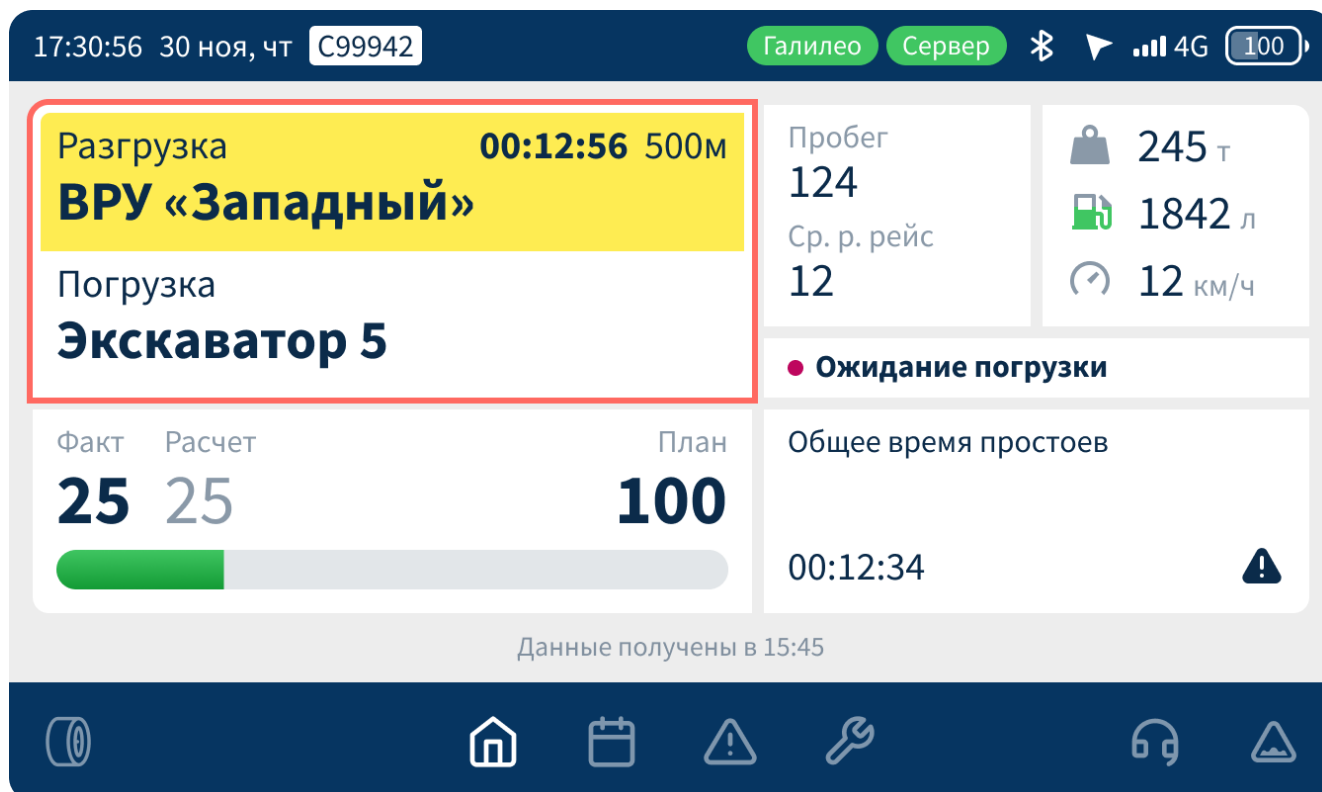 17:30:56 30 ноя, чт C99942 Галилео Сервер 4G 100
Разгрузка 00:12:56 500м
ВРУ «Западный»
Погрузка
Экскаватор 5
Пробег
124
Ср. р. рейс
12
245 т
1842 л
12 км/ч
Ожидание погрузки
Факт Расчет План
25 25 100
Общее время простоев
00:12:34
Данные получены в 15:45